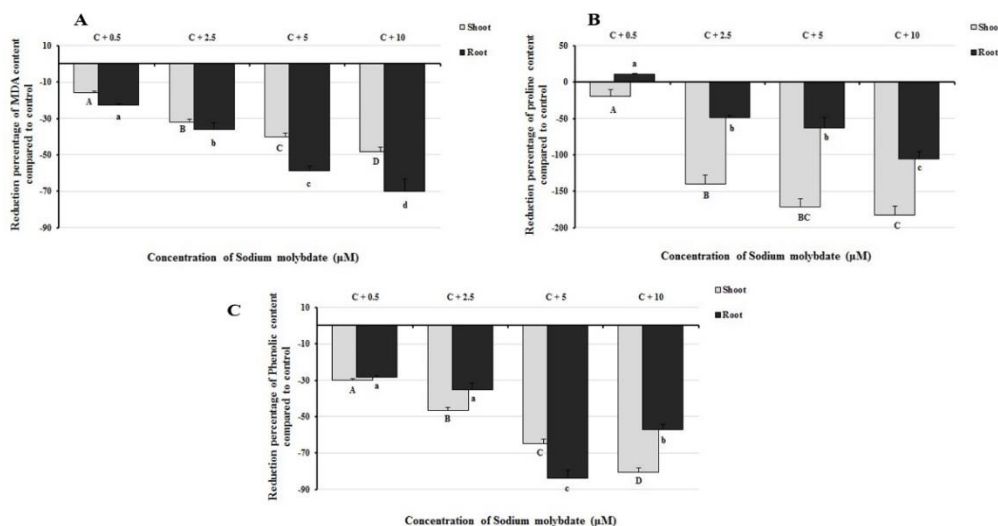 A
Shoot
Root
C + 0.5 C + 2.5 C + 5 C + 10
Reduction percentage of MDA content
compared to control
10
-10
-30
-50
-70
-90
A
a
B
b
C
c
D
d
Concentration of Sodium molybdate (µM)
B
Shoot
Root
C + 0.5 C + 2.5 C + 5 C + 10
Reduction percentage of proline content
compared to control
50
0
-50
-100
-150
-200
A
a
B
b
BC
b
C
c
Concentration of Sodium molybdate (µM)
C
Shoot
Root
C + 0.5 C + 2.5 C + 5 C + 10
Reduction percentage of Phenolic content
compared to control
10
-10
-30
-50
-70
-90
A
a
B
a
C
c
D
b
Concentration of Sodium molybdate (µM)